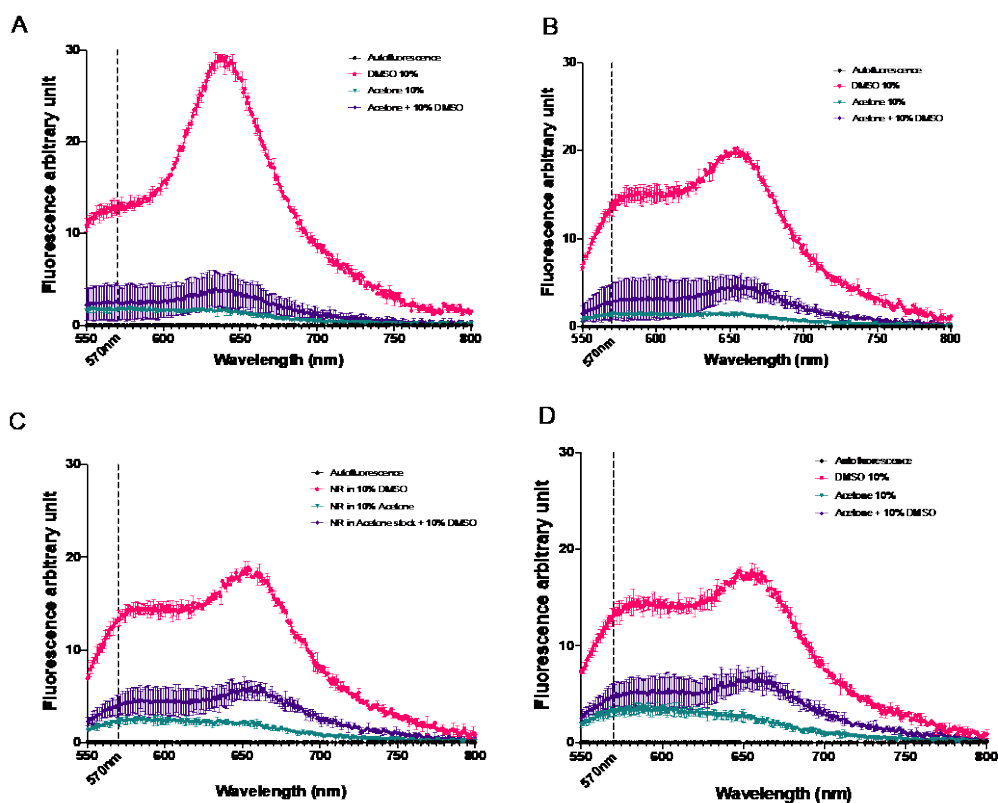 A
Fluorescence arbitrary unit
30
20
10
0
Autofluorescence
DMSO 10%
Acetone 10%
Acetone + 10% DMSO
550 600 650 700 750 800
570nm
Wavelength (nm)
B
Fluorescence arbitrary unit
30
20
10
0
Autofluorescence
DMSO 10%
Acetone 10%
Acetone + 10% DMSO
550 600 650 700 750 800
570nm
Wavelength (nm)
C
Fluorescence arbitrary unit
30
20
10
0
Autofluorescence
NR in 10% DMSO
NR in 10% Acetone
NR in Acetone stock + 10% DMSO
550 600 650 700 750 800
570nm
Wavelength (nm)
D
Fluorescence arbitrary unit
30
20
10
0
Autofluorescence
DMSO 10%
Acetone 10%
Acetone + 10% DMSO
550 600 650 700 750 800
570nm
Wavelength (nm)